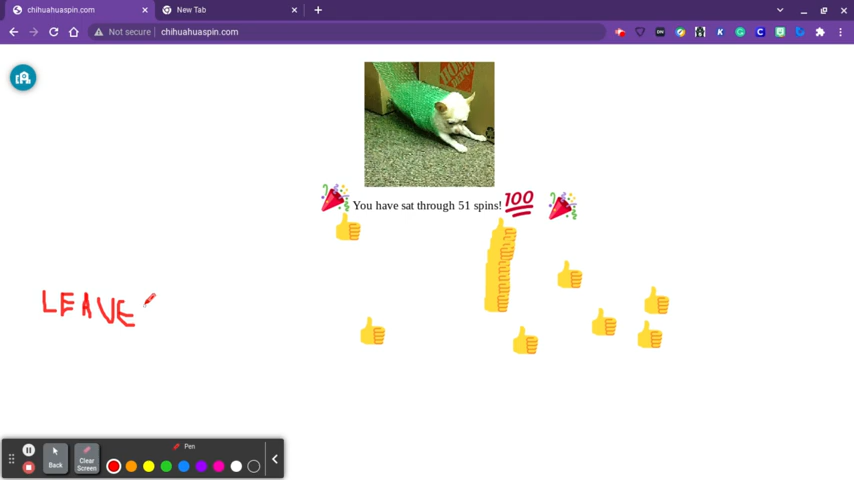 chihuahuaspin.com
New Tab
Not secure
chihuahuaspin.com
You have sat through 51 spins!
100
LEAVE
Pen
Back
Clear
Screen